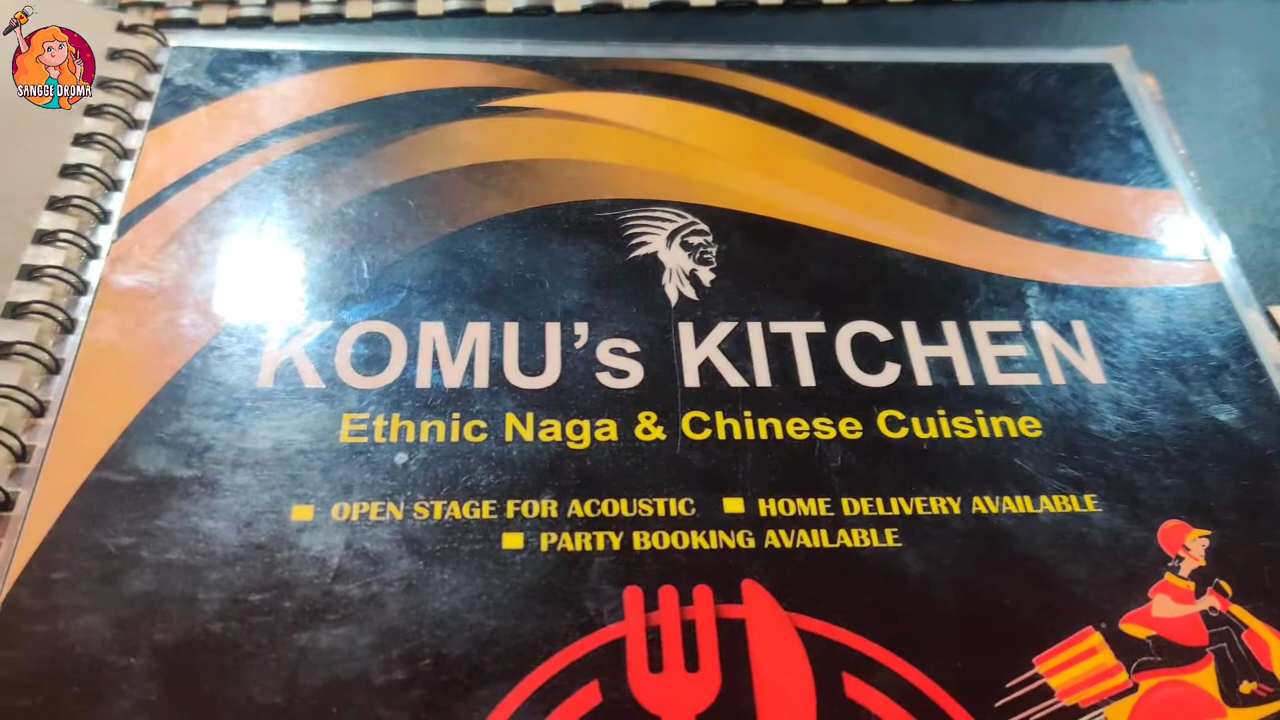 SANGGE DROMA
KOMU's KITCHEN
Ethnic Naga & Chinese Cuisine
OPEN STAGE FOR ACOUSTIC HOME DELIVERY AVAILABLE
PARTY BOOKING AVAILABLE